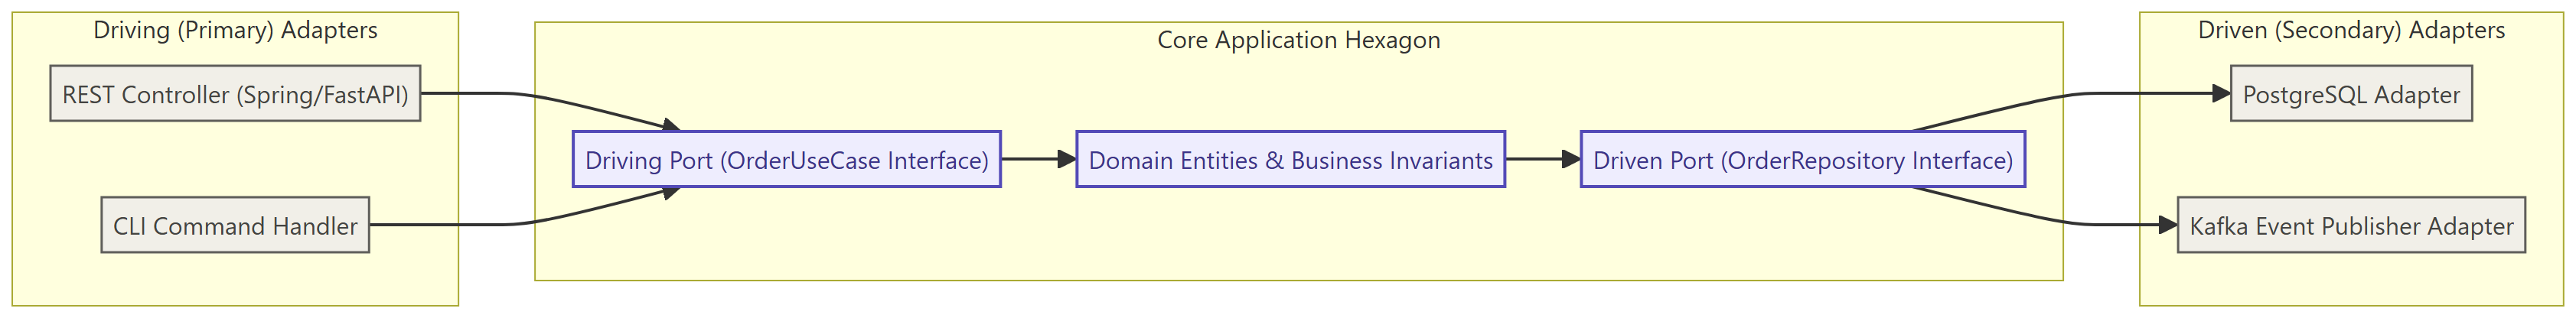 Driving (Primary) Adapters
REST Controller (Spring/FastAPI)
CLI Command Handler
Core Application Hexagon
Driving Port (OrderUseCase Interface)
Domain Entities & Business Invariants
Driven Port (OrderRepository Interface)
Driven (Secondary) Adapters
PostgreSQL Adapter
Kafka Event Publisher Adapter